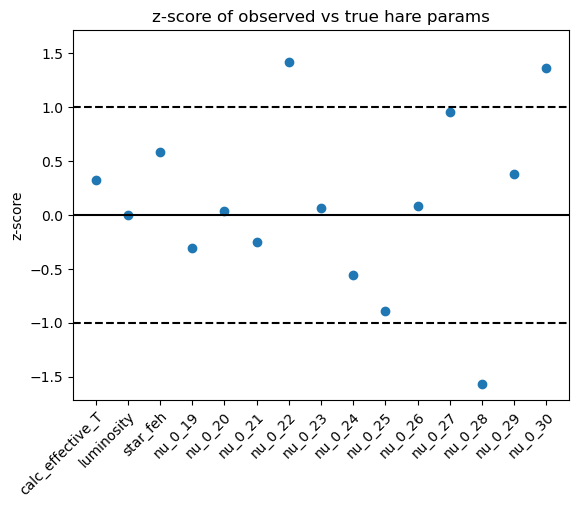 z-score of observed vs true hare params
z-score
1.5
1.0
0.5
0.0
−0.5
−1.0
−1.5
calc_effective_T
luminosity
star_feh
nu_0_19
nu_0_20
nu_0_21
nu_0_22
nu_0_23
nu_0_24
nu_0_25
nu_0_26
nu_0_27
nu_0_28
nu_0_29
nu_0_30